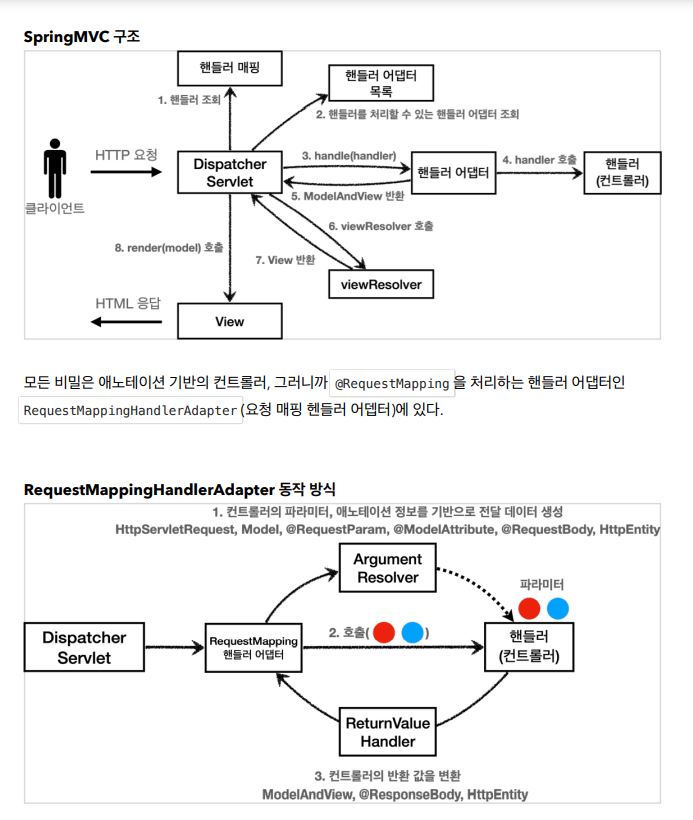 SpringMVC 구조
핸들러 매핑
핸들러 어댑터
목록
1. 핸들러 조회
2. 핸들러를 처리할 수 있는 핸들러 어댑터 조회
HTTP 요청
Dispatcher
Servlet
3. handle(handler)
핸들러 어댑터
4. handler 호출
핸들러
(컨트롤러)
클라이언트
5. ModelAndView 반환
6. viewResolver 호출
8. render(model) 호출
7. View 반환
viewResolver
HTML 응답
View
모든 비밀은 애노테이션 기반의 컨트롤러, 그러니까 @RequestMapping 을 처리하는 핸들러 어댑터인
RequestMappingHandlerAdapter (요청 매핑 헨들러 어뎁터)에 있다.
RequestMappingHandlerAdapter 동작 방식
1. 컨트롤러의 파라미터, 애노테이션 정보를 기반으로 전달 데이터 생성
HttpServletRequest, Model, @RequestParam, @ModelAttribute, @RequestBody, HttpEntity
Argument
Resolver
파라미터
Dispatcher
Servlet
RequestMapping
핸들러 어댑터
2. 호출( )
핸들러
(컨트롤러)
ReturnValue
Handler
3. 컨트롤러의 반환 값을 변환
ModelAndView, @ResponseBody, HttpEntity